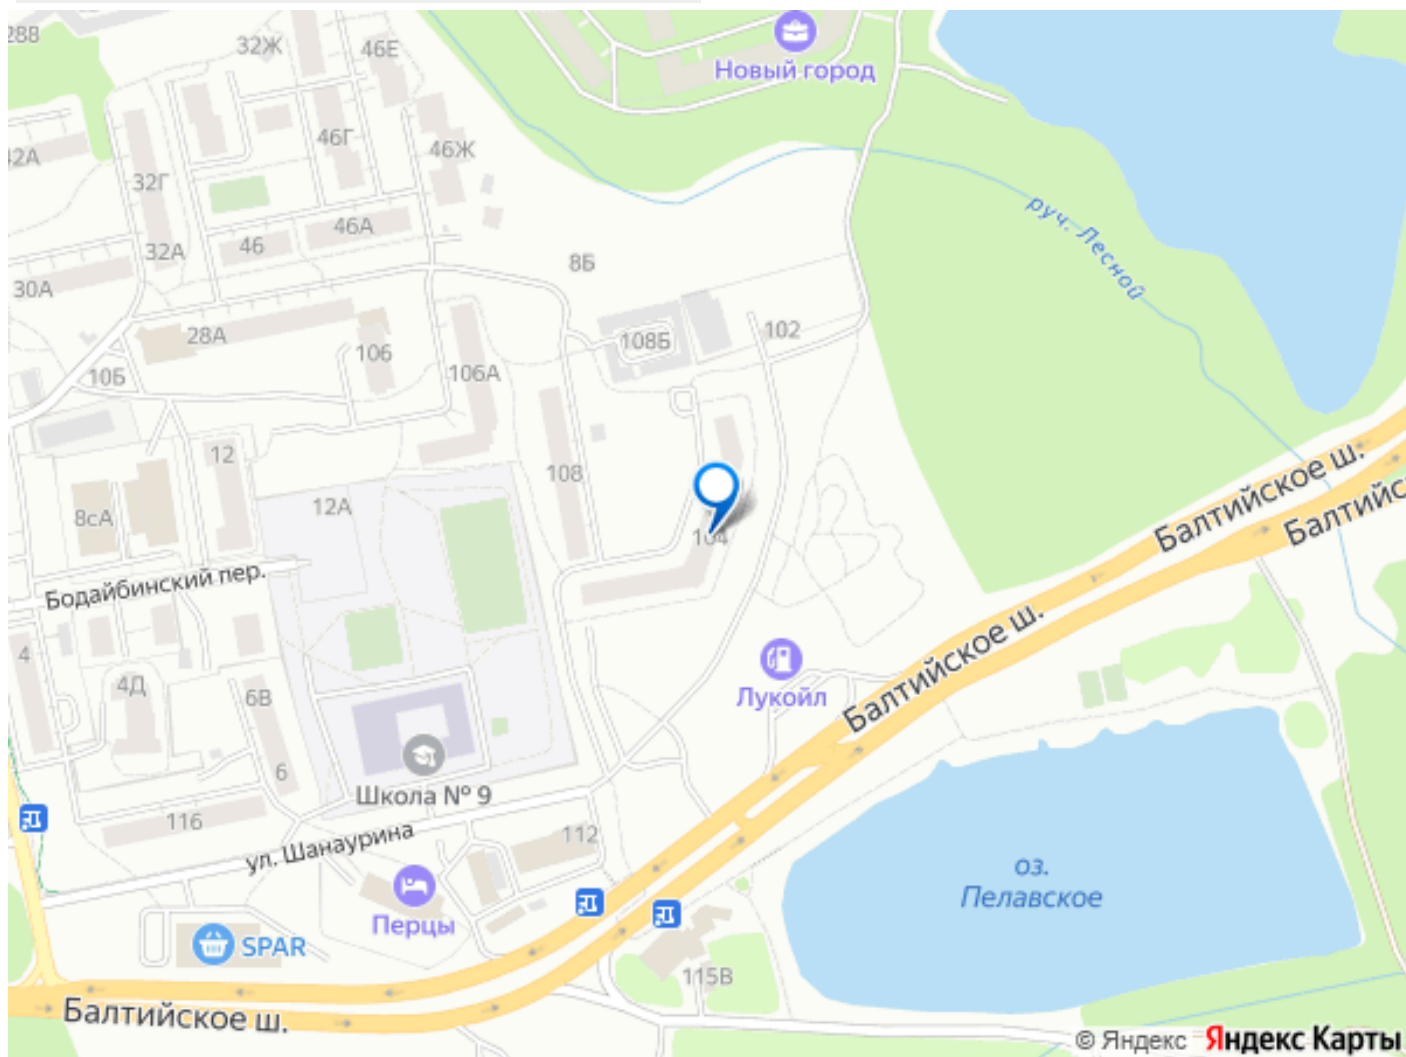 28В
32Ж
46Е
Новый город
46Г
46Ж
42А
32Г
руч. Лесной
46А
46
32А
8Б
30А
28А
108Б
102
106
10Б
106А
12
108
12А
8сА
104
Балтийское ш.
Балтийс
Бодайбинский пер.
Балтийское ш.
4
4Д
6В
Лукойл
6
Школа № 9
116
112
ул. Шанаурина
оз.
Пелавское
Перцы
SPAR
115В
Балтийское ш.
© Яндекс Яндекс Карты